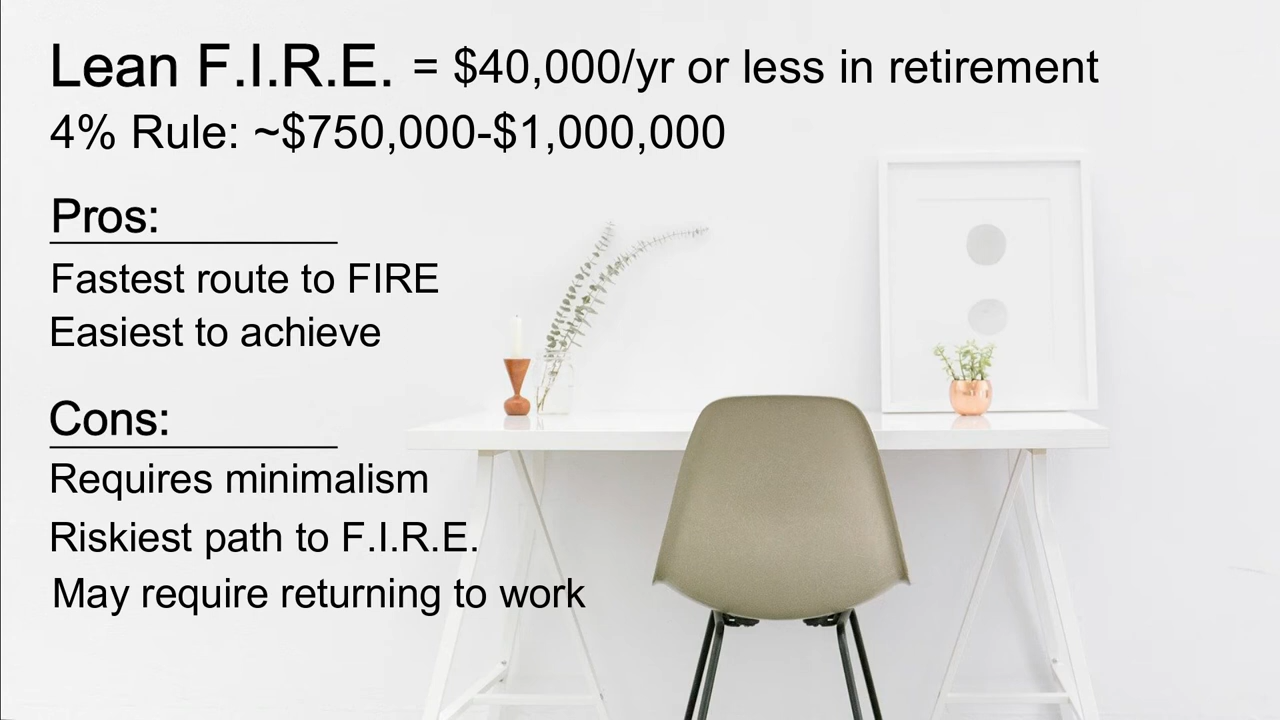 Lean F.I.R.E. = $40,000/yr or less in retirement
4% Rule: ~$750,000-$1,000,000
Pros:
Fastest route to FIRE
Easiest to achieve
Cons:
Requires minimalism
Riskiest path to F.I.R.E.
May require returning to work